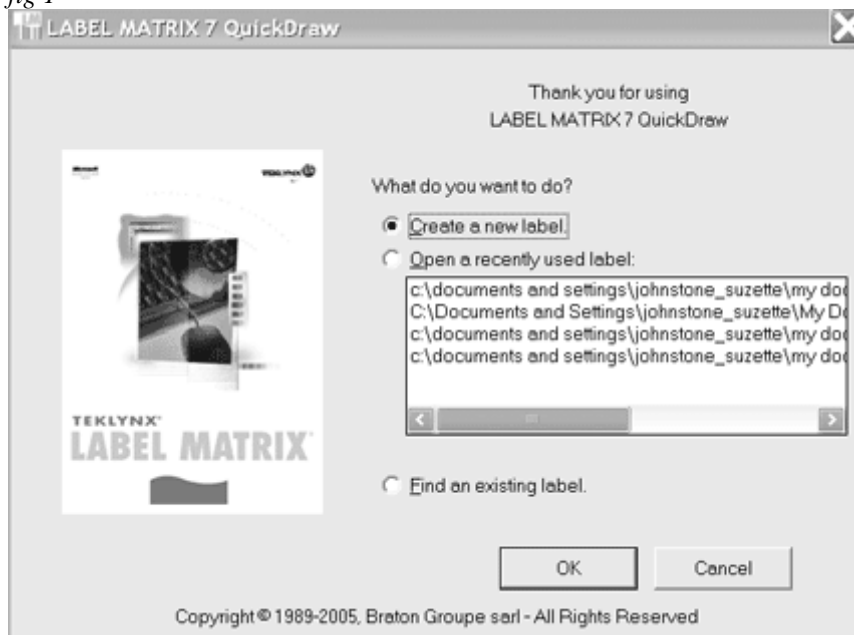 fig 1
LABEL MATRIX 7 QuickDraw
Thank you for using
LABEL MATRIX 7 QuickDraw
What do you want to do?
Create a new label.
Open a recently used label:
c:\documents and settings\johnstone_suzette\my doc
C:\Documents and Settings\johnstone_suzette\My D
c:\documents and settings\johnstone_suzette\my doc
c:\documents and settings\johnstone_suzette\my doc
TEKLYNX
LABEL MATRIX
Find an existing label.
OK
Cancel
Copyright © 1989-2005, Braton Groupe sarl - All Rights Reserved